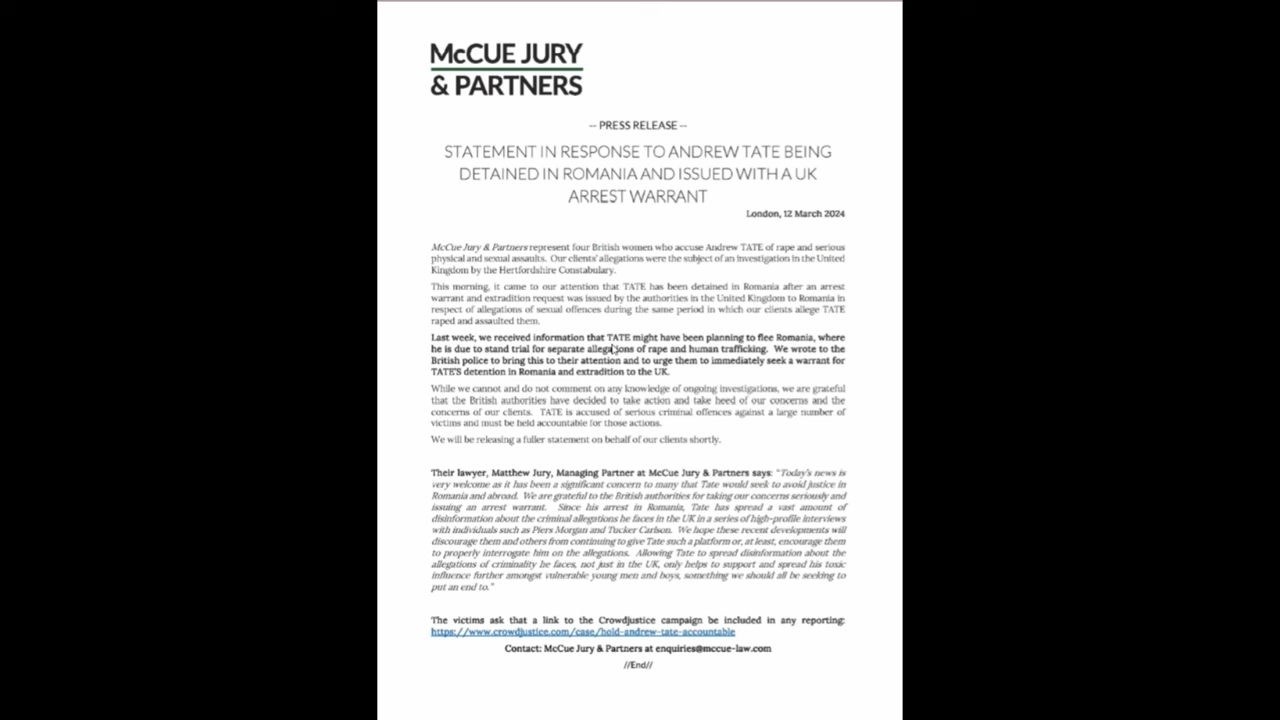 McCUE JURY
& PARTNERS
-- PRESS RELEASE --
STATEMENT IN RESPONSE TO ANDREW TATE BEING
DETAINED IN ROMANIA AND ISSUED WITH A UK
ARREST WARRANT
London, 12 March 2024
McCue Jury & Partners represent four British women who accuse Andrew TATE of rape and serious
physical and sexual assaults. Our clients' allegations were the subject of an investigation in the United
Kingdom by the Hertfordshire Constabulary.
This morning, it came to our attention that TATE has been detained in Romania after an arrest
warrant and extradition request was issued by the authorities in the United Kingdom to Romania in
respect of allegations of sexual offences during the same period in which our clients allege TATE
raped and assaulted them.
Last week, we received information that TATE might have been planning to flee Romania, where
he is due to stand trial for separate allegations of rape and human trafficking. We wrote to the
British police to bring this to their attention and to urge them to immediately seek a warrant for
TATE'S detention in Romania and extradition to the UK.
While we cannot and do not comment on any knowledge of ongoing investigations, we are grateful
that the British authorities have decided to take action and take heed of our concerns and the
concerns of our clients. TATE is accused of serious criminal offences against a large number of
victims and must be held accountable for those actions.
We will be releasing a fuller statement on behalf of our clients shortly.
Their lawyer, Matthew Jury, Managing Partner at McCue Jury & Partners says: "Today's news is
very welcome as it has been a significant concern to many that Tate would seek to avoid justice in
Romania and abroad. We are grateful to the British authorities for taking our concerns seriously and
issuing an arrest warrant. Since his arrest in Romania, Tate has spread a vast amount of
disinformation about the criminal allegations he faces in the UK in a series of high-profile interviews
with individuals such as Piers Morgan and Tucker Carlson. We hope these recent developments will
discourage them and others from continuing to give Tate such a platform or, at least, encourage them
to properly interrogate him on the allegations. Allowing Tate to spread disinformation about the
allegations of criminality he faces, not just in the UK, only helps to support and spread his toxic
influence further amongst vulnerable young men and boys, something we should all be seeking to
put an end to."
The victims ask that a link to the Crowdjustice campaign be included in any reporting:
https://www.crowdjustice.com/case/hold-andrew-tate-accountable
Contact: McCue Jury & Partners at enquiries@mccue-law.com
//End//